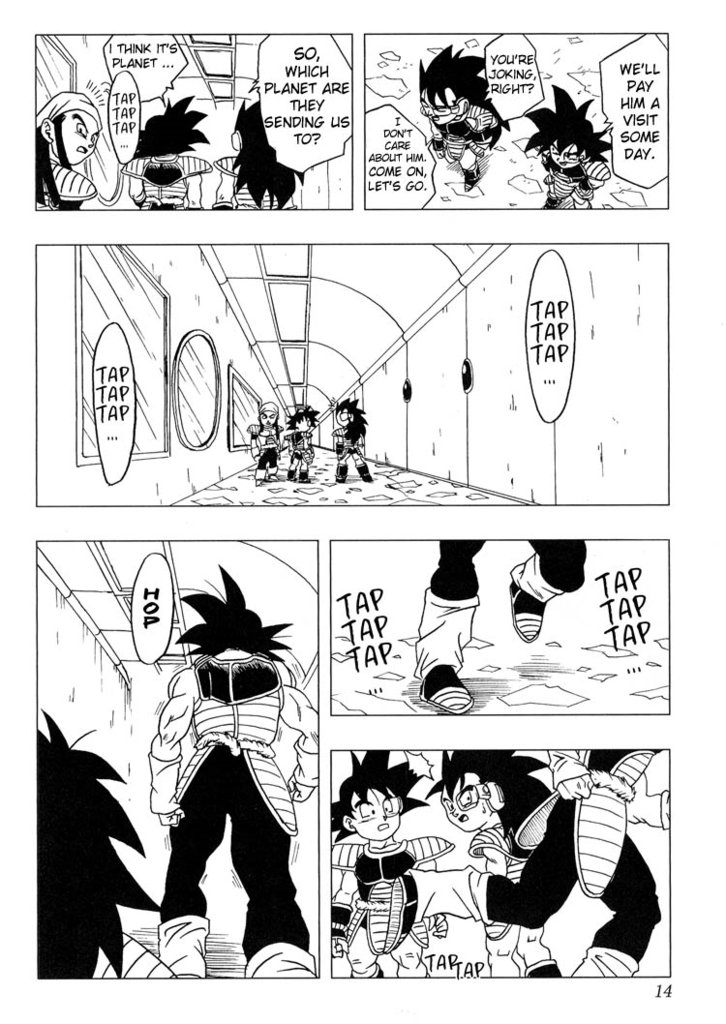 WE'LL
PAY
HIM A
VISIT
SOME
DAY.
YOU'RE
JOKING,
RIGHT?
I
DON'T
CARE
ABOUT HIM.
COME ON,
LET'S GO.
SO,
WHICH
PLANET ARE
THEY
SENDING US
TO?
I THINK IT'S
PLANET ...
TAP
TAP
TAP
...
TAP
TAP
TAP
...
TAP
TAP
TAP
...
TAP
TAP
TAP
...
TAP
TAP
TAP
...
TAP
TAP
HOP
14